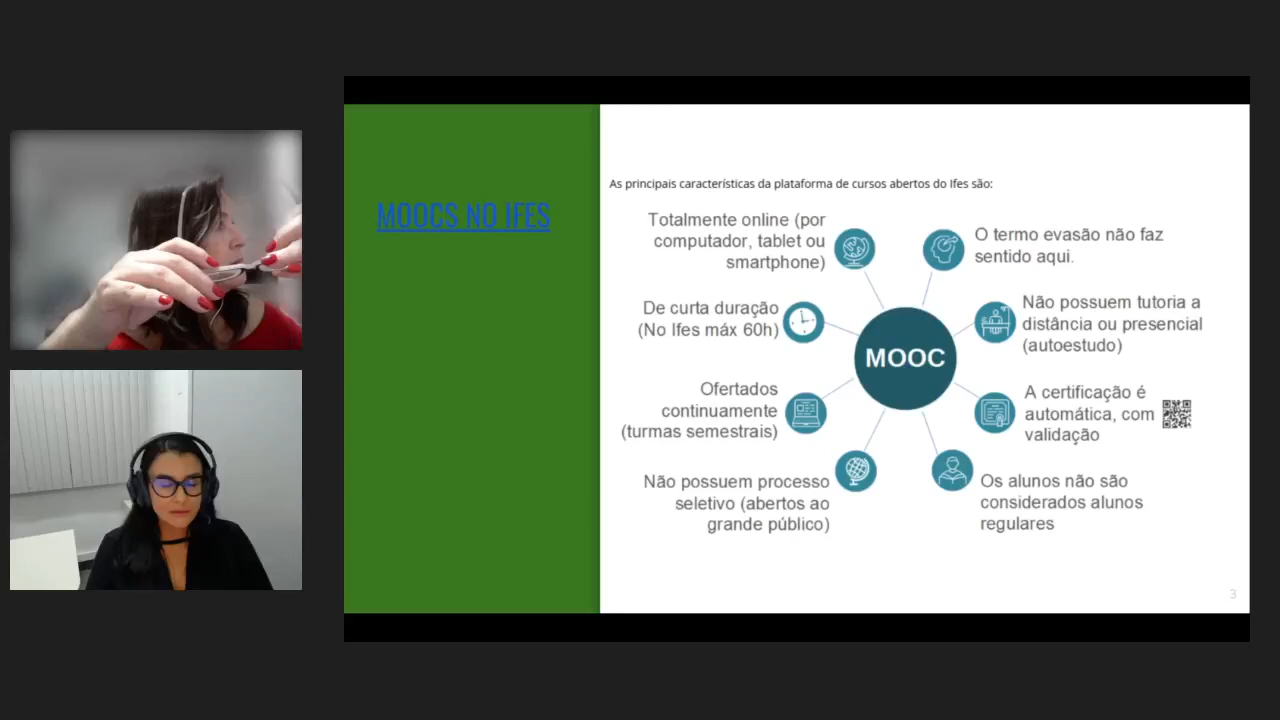 MOOCS NO IFES
As principais características da plataforma de cursos abertos do Ifes são:
Totalmente online (por
computador, tablet ou
smartphone)
De curta duração
(No Ifes máx 60h)
Ofertados
continuamente
(turmas semestrais)
Não possuem processo
seletivo (abertos ao
grande público)
MOOC
O termo evasão não faz
sentido aqui.
Não possuem tutoria a
distância ou presencial
(autoestudo)
A certificação é
automática, com
validação
Os alunos não são
considerados alunos
regulares
3